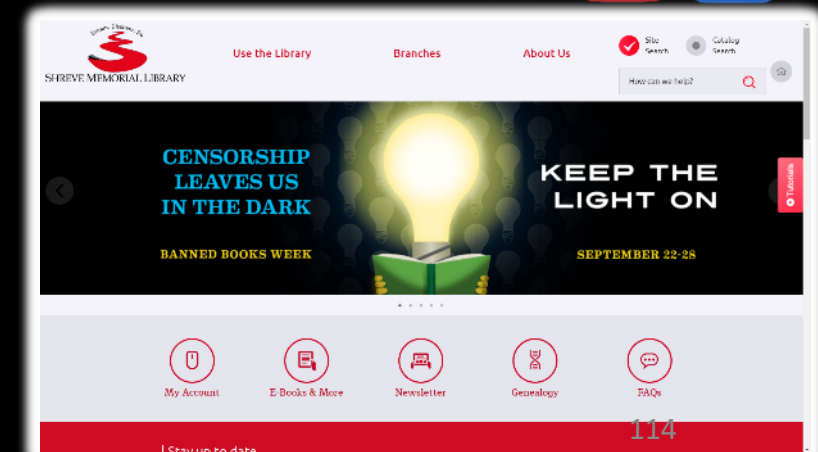 SHREVE MEMORIAL LIBRARY
Use the Library
Branches
About Us
Site Search
Catalog Search
How can we help?
CENSORSHIP
LEAVES US
IN THE DARK
BANNED BOOKS WEEK
KEEP THE
LIGHT ON
SEPTEMBER 22-28
Tutorials
My Account
E-Books & More
Newsletter
Genealogy
FAQs
114
Stay up to date